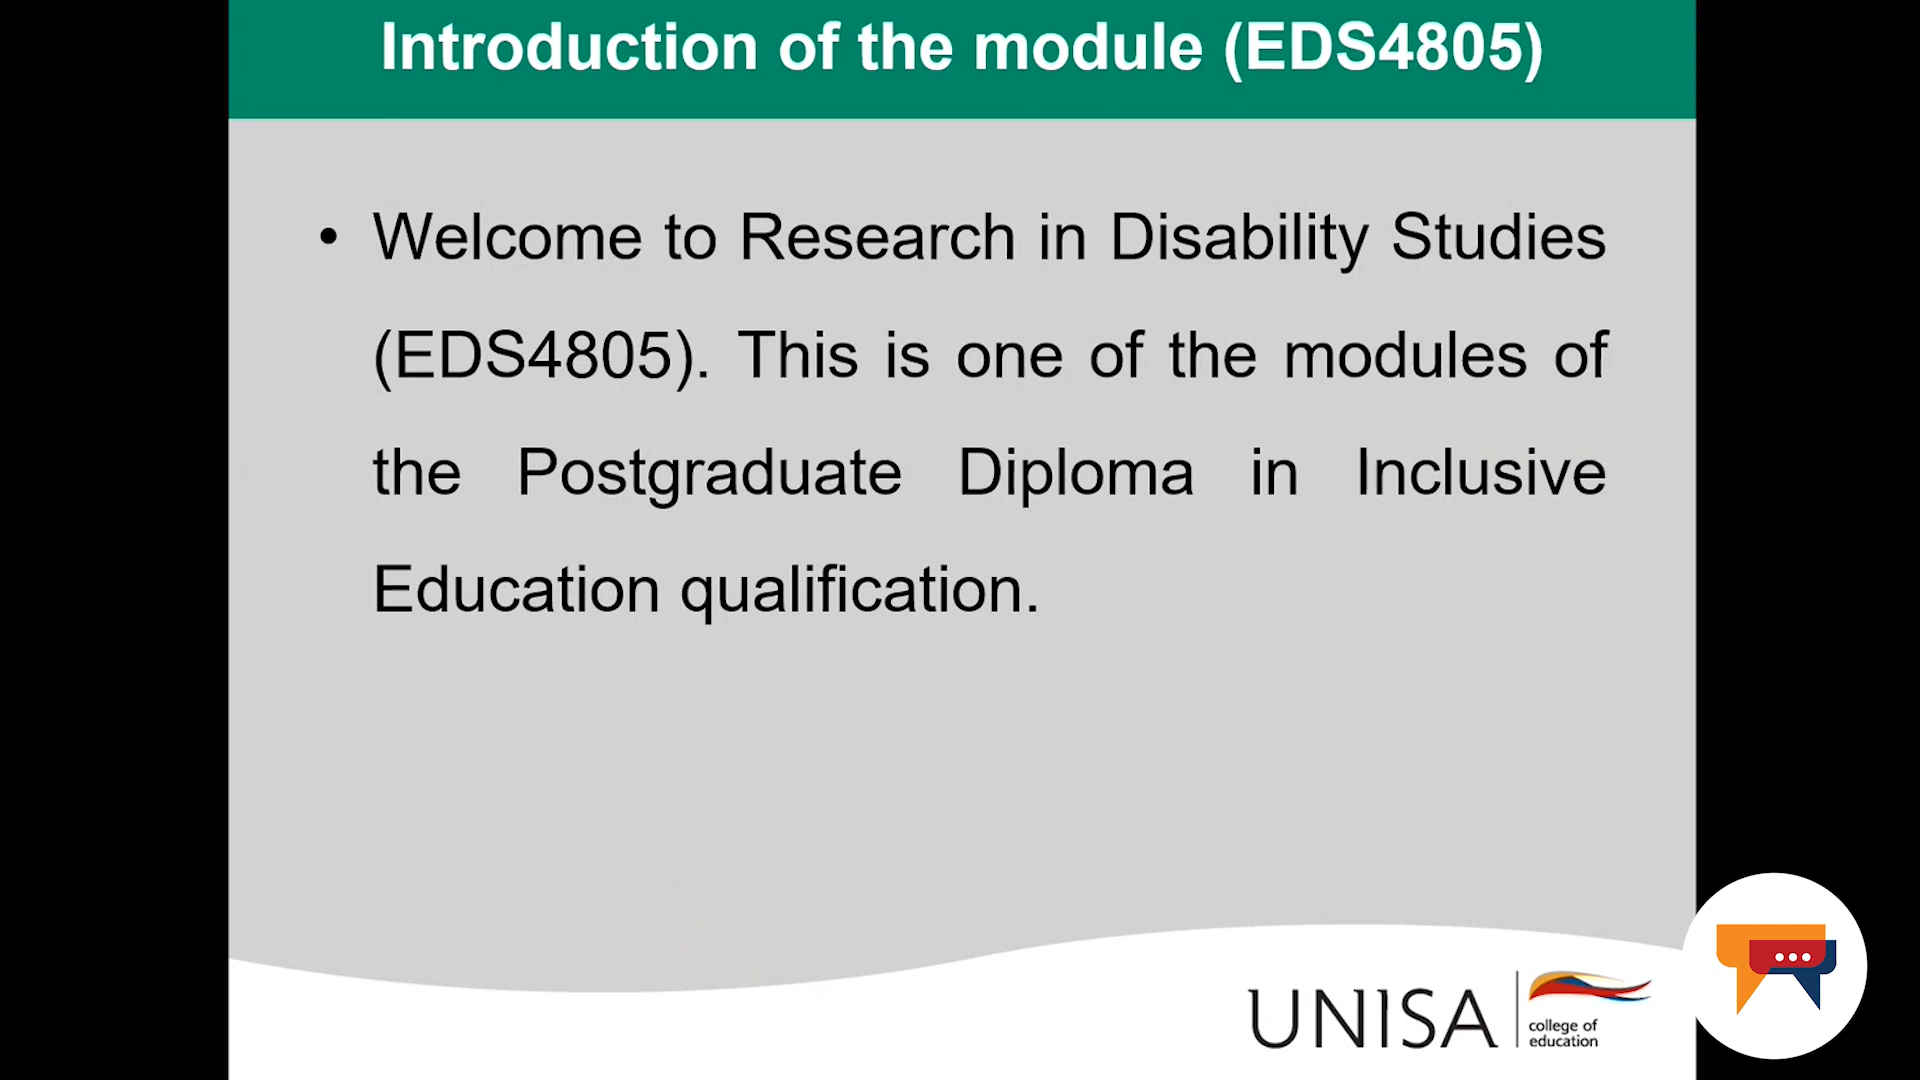 Introduction of the module (EDS4805)
• Welcome to Research in Disability Studies
(EDS4805). This is one of the modules of
the Postgraduate Diploma in Inclusive
Education qualification.
UNISA
college of
education